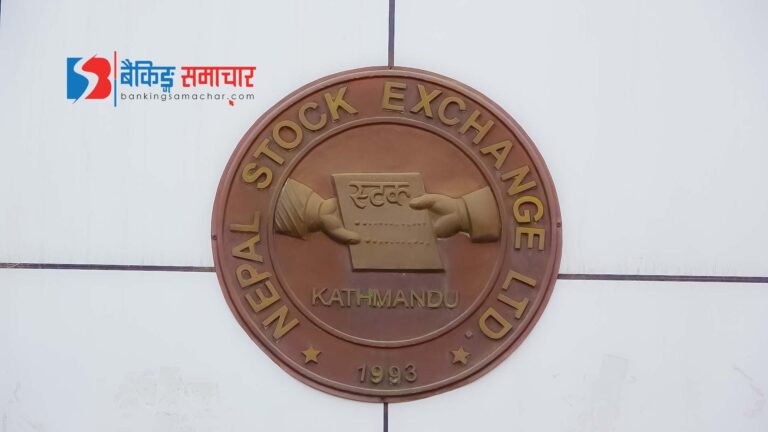 बैकिङ्ग समाचार
bankingsamachar.com
NEPAL STOCK EXCHANGE LTD.
स्टक
KATHMANDU
1993